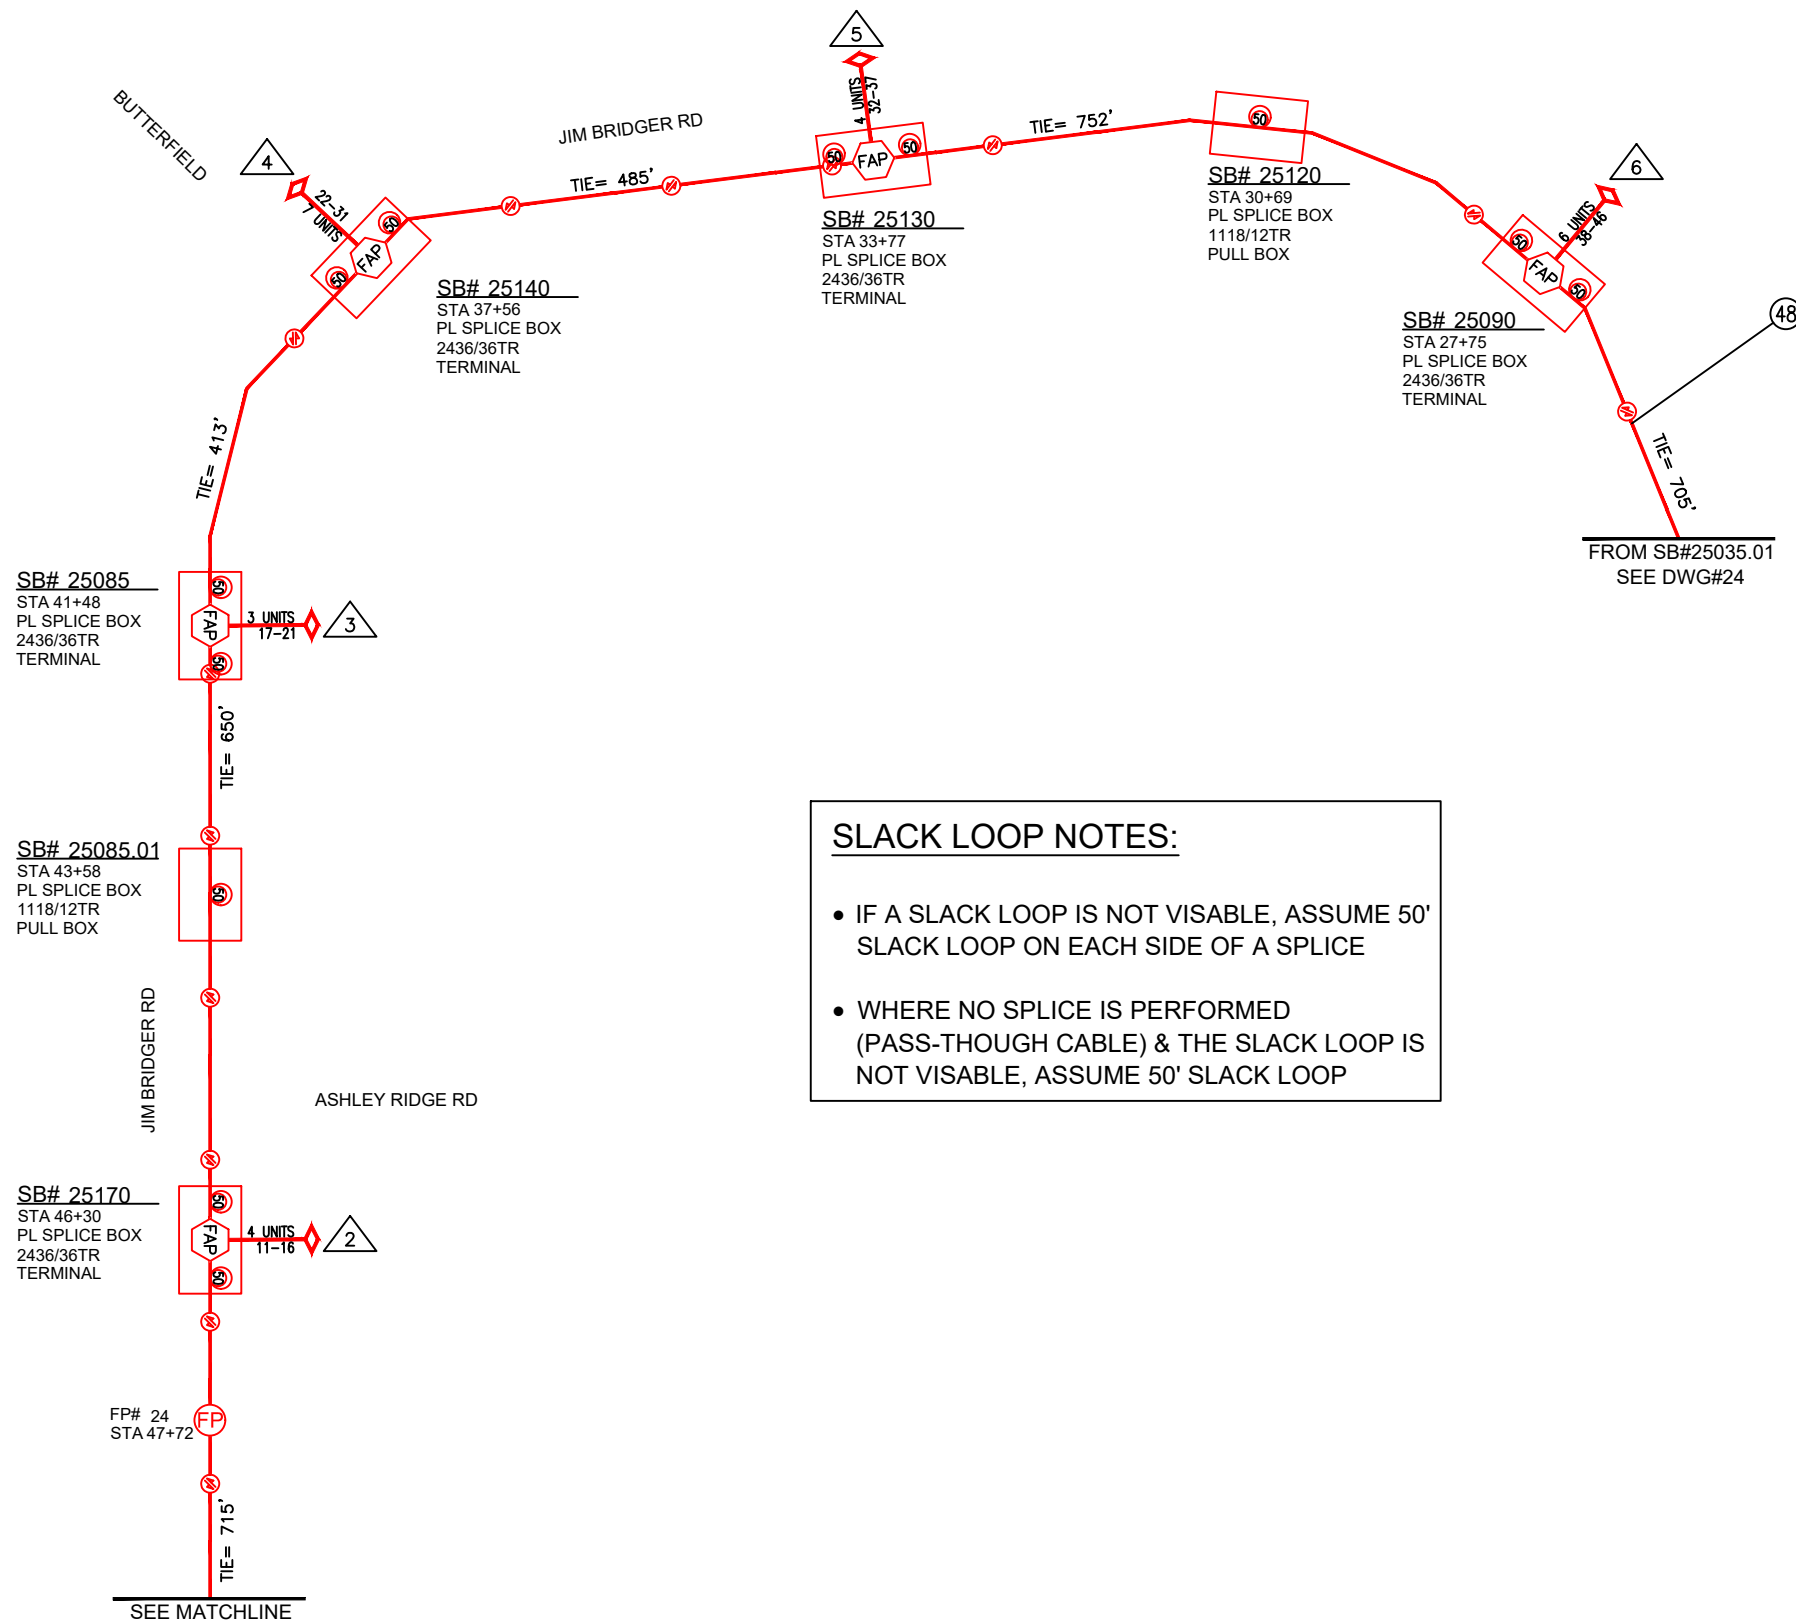 5
BUTTERFIELD
4
22-31
7 UNITS
50
FAP
50
JIM BRIDGER RD
TIE= 485'
4 UNITS
32-37
50
FAP
50
TIE= 752'
50
6
6 UNITS
38-46
50
FAP
50
48
SB# 25140
STA 37+56
PL SPLICE BOX
2436/36TR
TERMINAL
SB# 25130
STA 33+77
PL SPLICE BOX
2436/36TR
TERMINAL
SB# 25120
STA 30+69
PL SPLICE BOX
1118/12TR
PULL BOX
SB# 25090
STA 27+75
PL SPLICE BOX
2436/36TR
TERMINAL
TIE= 705'
FROM SB#25035.01
SEE DWG#24
TIE= 413'
SB# 25085
STA 41+48
PL SPLICE BOX
2436/36TR
TERMINAL
50
FAP
50
3 UNITS
17-21
3
TIE= 650'
SB# 25085.01
STA 43+58
PL SPLICE BOX
1118/12TR
PULL BOX
50
SLACK LOOP NOTES:
• IF A SLACK LOOP IS NOT VISABLE, ASSUME 50'
SLACK LOOP ON EACH SIDE OF A SPLICE
• WHERE NO SPLICE IS PERFORMED
(PASS-THOUGH CABLE) & THE SLACK LOOP IS
NOT VISABLE, ASSUME 50' SLACK LOOP
JIM BRIDGER RD
ASHLEY RIDGE RD
SB# 25170
STA 46+30
PL SPLICE BOX
2436/36TR
TERMINAL
50
FAP
50
4 UNITS
11-16
2
FP# 24
STA 47+72
FP
TIE= 715'
SEE MATCHLINE